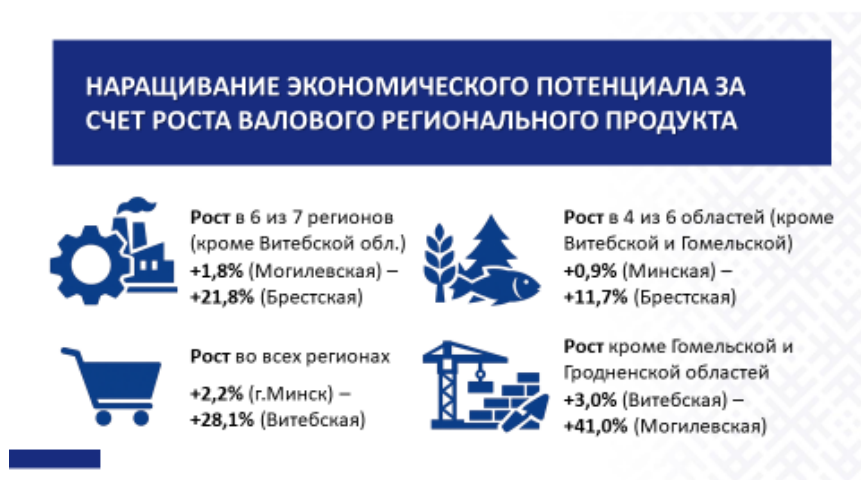 НАРАЩИВАНИЕ ЭКОНОМИЧЕСКОГО ПОТЕНЦИАЛА ЗА
СЧЕТ РОСТА ВАЛОВОГО РЕГИОНАЛЬНОГО ПРОДУКТА
Рост в 6 из 7 регионов
(кроме Витебской обл.)
+1,8% (Могилевская) –
+21,8% (Брестская)
Рост в 4 из 6 областей (кроме
Витебской и Гомельской)
+0,9% (Минская) –
+11,7% (Брестская)
Рост во всех регионах
+2,2% (г.Минск) –
+28,1% (Витебская)
Рост кроме Гомельской и
Гродненской областей
+3,0% (Витебская) –
+41,0% (Могилевская)